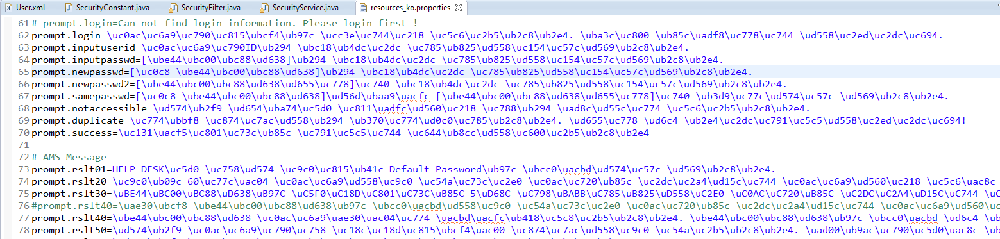 User.xml SecurityConstant.java SecurityFilter.java SecurityService.java resources_ko.properties
61 # prompt.login=Can not find login information. Please login first !
62 prompt.login=\uc0ac\uc6a9\uc790\uc815\ubcf4\ub97c \ucc3e\uc744\uc218 \uc5c6\uc2b5\ub2c8\ub2e4. \uba3c\uc800 \ub85c\uadf8\uc778\uc744 \ud558\uc2ed\uc2dc\uc694.
63 prompt.inputuserid=\uc0ac\uc6a9\uc790ID\ub294 \ubc18\ub4dc\uc2dc \uc785\ub825\ud558\uc154\uc57c\ud569\ub2c8\ub2e4.
64 prompt.inputpasswd=[\ube44\ubc00\ubc88\ud638]\ub294 \ubc18\ub4dc\uc2dc \uc785\ub825\ud558\uc154\uc57c\ud569\ub2c8\ub2e4.
65 prompt.newpasswd=[\uc0c8 \ube44\ubc00\ubc88\ud638]\ub294 \ubc18\ub4dc\uc2dc \uc785\ub825\ud558\uc154\uc57c\ud569\ub2c8\ub2e4.
66 prompt.newpasswd2=[\ube44\ubc00\ubc88\ud638\ud655\uc778]\uc740 \ubc18\ub4dc\uc2dc \uc785\ub825\ud558\uc154\uc57c\ud569\ub2c8\ub2e4.
67 prompt.samepasswd=[\uc0c8 \ube44\ubc00\ubc88\ud638]\ud56d\ubaa9\uacfc [\ube44\ubc00\ubc88\ud638\ud655\uc778]\uc740 \ub3d9\uc77c\ud574\uc57c \ud569\ub2c8\ub2e4.
68 prompt.notaccessible=\ud574\ub2f9 \ud654\uba74\uc5d0 \uc811\uadfc\ud560\uc218 \uc788\ub294 \uad8c\ud55c\uc774 \uc5c6\uc2b5\ub2c8\ub2e4.
69 prompt.duplicate=\uc774\ubbf8 \uc874\uc7ac\ud558\ub294 \ub370\uc774\ud0c0\uc785\ub2c8\ub2e4. \ud655\uc778 \ud6c4 \ub2e4\uc2dc\uc791\uc5c5\ud558\uc2ed\uc2dc\uc694!
70 prompt.success=\uc131\uacf5\uc801\uc73c\ub85c \uc791\uc5c5\uc744 \uc644\ub8cc\ud558\uc600\uc2b5\ub2c8\ub2e4
71
72 # AMS Message
73 prompt.rslt01=HELP DESK\uc5d0 \uc758\ud574 \uc9c0\uc815\ub41c Default Password\ub97c \ubcc0\uacbd\ud574\uc57c \ud569\ub2c8\ub2e4.
74 prompt.rslt20=\uc9c0\ub09c 60\uc77c\uac04 \uc0ac\uc6a9\ud558\uc9c0 \uc54a\uc73c\uc2e0 \uc0ac\uc720\ub85c \uc2dc\uc2a4\ud15c\uc744 \uc0ac\uc6a9\ud560\uc218 \uc5c6\uac8c
75 prompt.rslt30=\uBE44\uBC00\uBC88\uD638\uB97C \uC5F0\uC18D\uC801\uC73C\uB85C 5\uD68C \uC798\uBABB\uC785\uB825\uD558\uC2E0 \uC0AC\uC720\uB85C \uC2DC\uC2A4\uD15C\uC744 \uC
76 #prompt.rslt40=\uae30\ubcf8 \ube44\ubc00\ubc88\ud638\ub97c \ubcc0\uacbd\ud558\uc9c0 \uc54a\uc73c\uc2e0 \uc0ac\uc720\ub85c \uc2dc\uc2a4\ud15c\uc744 \uc0ac\uc6a9\ud560\uc
77 prompt.rslt40=\ube44\ubc00\ubc88\ud638 \uc0ac\uc6a9\uae30\uac04\uc774 \uacbd\uacfc\ub418\uc5c8\uc2b5\ub2c8\ub2e4. \ube44\ubc00\ubc88\ud638\ub97c \ubcc0\uacbd \ud6c4 \ub
78 prompt.rslt50=\ud574\ub2f9 \uc0ac\uc6a9\uc790\uc758 \uc18c\uc18d\uc815\ubcf4\uac00 \uc874\uc7ac\ud558\uc9c0 \uc54a\uc2b5\ub2c8\ub2e4. \uad00\ub9ac\uc790\uc5d0\uac8c \ub